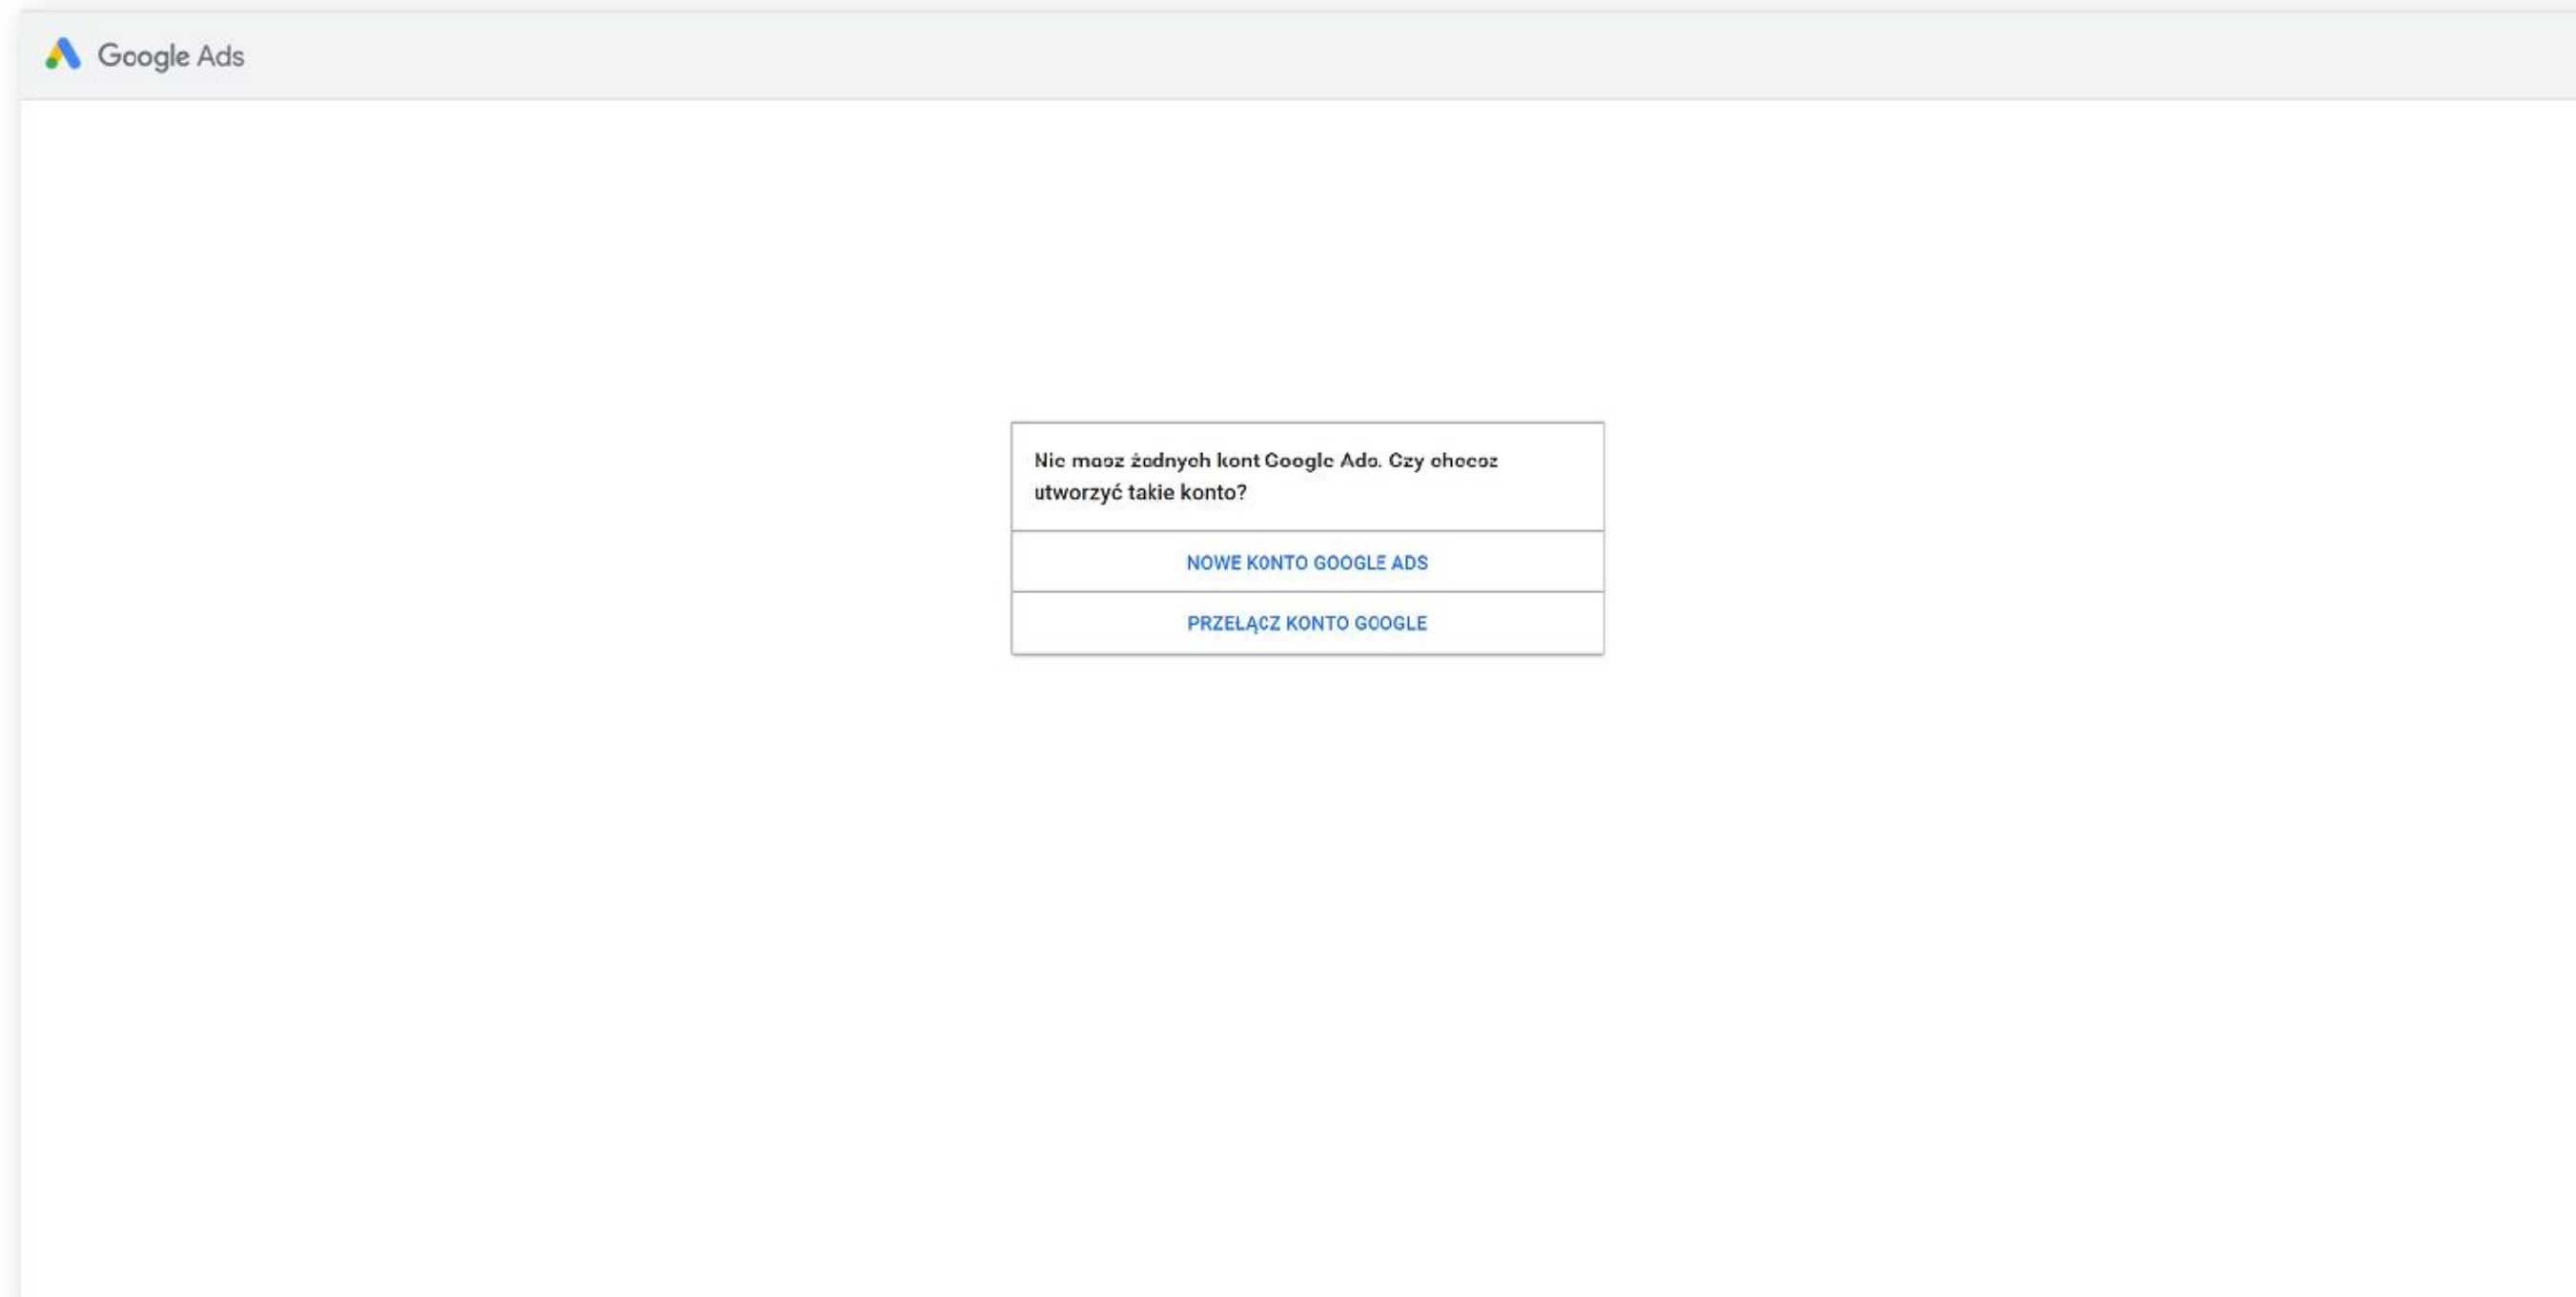 Google Ads
Nie masz żadnych kont Google Ads. Czy chcesz
utworzyć takie konto?
NOWE KONTO GOOGLE ADS
PRZEŁĄCZ KONTO GOOGLE